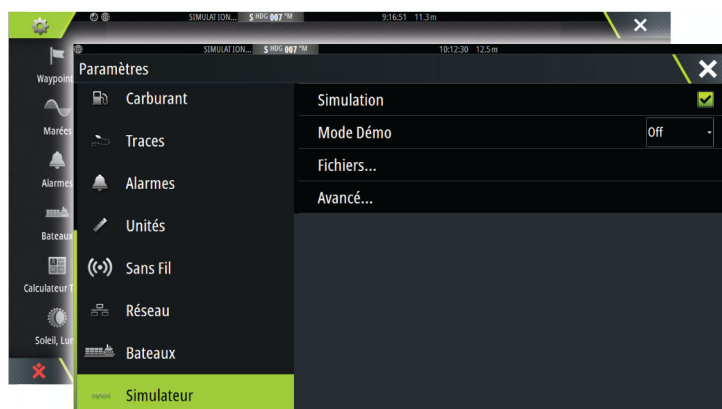 SIMULATION... S HDG 007 °M 9:16:51 11.3 m
Waypoint
Marées
Alarmes
Bateaux
Calculateur T
Soleil, Lun
SIMULATION... S HDG 007 °M 10:12:30 12.5 m
Paramètres
Carburant
Traces
Alarmes
Unités
Sans Fil
Réseau
Bateaux
Simulateur
Simulation
Mode Démo Off
Fichiers...
Avancé...